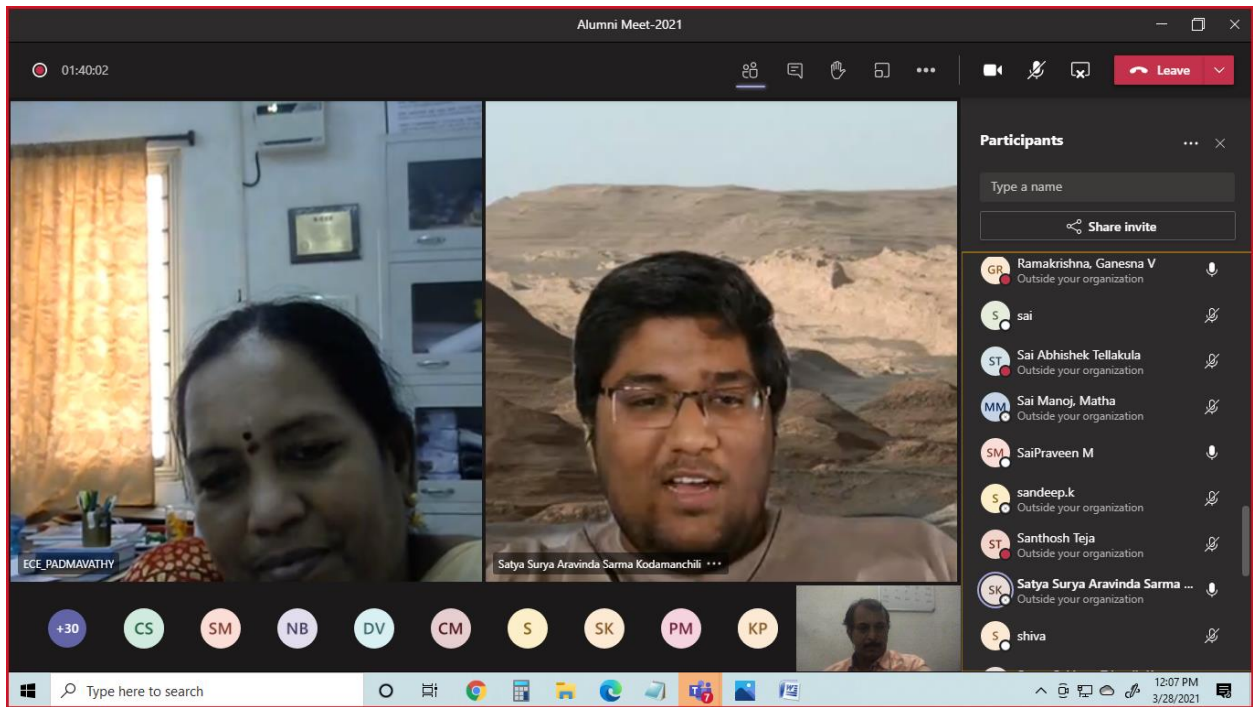 Alumni Meet-2021
01:40:02
Leave
Participants
Type a name
Share invite
GR Ramakrishna, Ganesna V
Outside your organization
S sai
ST Sai Abhishek Tellakula
Outside your organization
MM Sai Manoj, Matha
Outside your organization
SM SaiPraveen M
S sandeep.k
Outside your organization
ST Santhosh Teja
Outside your organization
SK Satya Surya Aravinda Sarma ...
Outside your organization
S shiva
ECE_PADMAVATHY
Satya Surya Aravinda Sarma Kodamanchili ...
+30 CS SM NB DV CM S SK PM KP
Type here to search
7
12:07 PM
3/28/2021